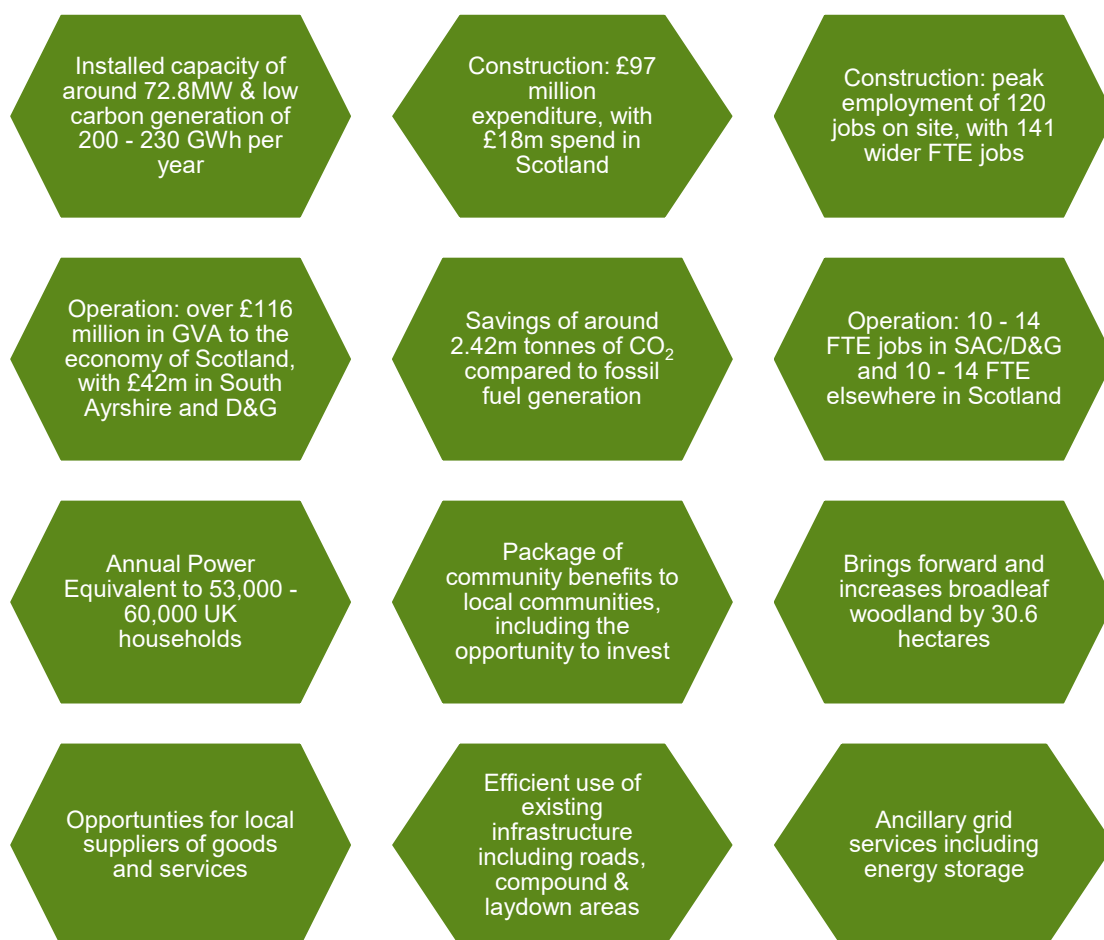 Installed capacity of
around 72.8MW & low
carbon generation of
200 - 230 GWh per
year
Construction: £97
million
expenditure, with
£18m spend in
Scotland
Construction: peak
employment of 120
jobs on site, with 141
wider FTE jobs
Operation: over £116
million in GVA to the
economy of Scotland,
with £42m in South
Ayrshire and D&G
Savings of around
2.42m tonnes of CO₂
compared to fossil
fuel generation
Operation: 10 - 14
FTE jobs in SAC/D&G
and 10 - 14 FTE
elsewhere in Scotland
Annual Power
Equivalent to 53,000 -
60,000 UK
households
Package of
community benefits to
local communities,
including the
opportunity to invest
Brings forward and
increases broadleaf
woodland by 30.6
hectares
Opportunties for local
suppliers of goods
and services
Efficient use of
existing
infrastructure
including roads,
compound &
laydown areas
Ancillary grid
services including
energy storage